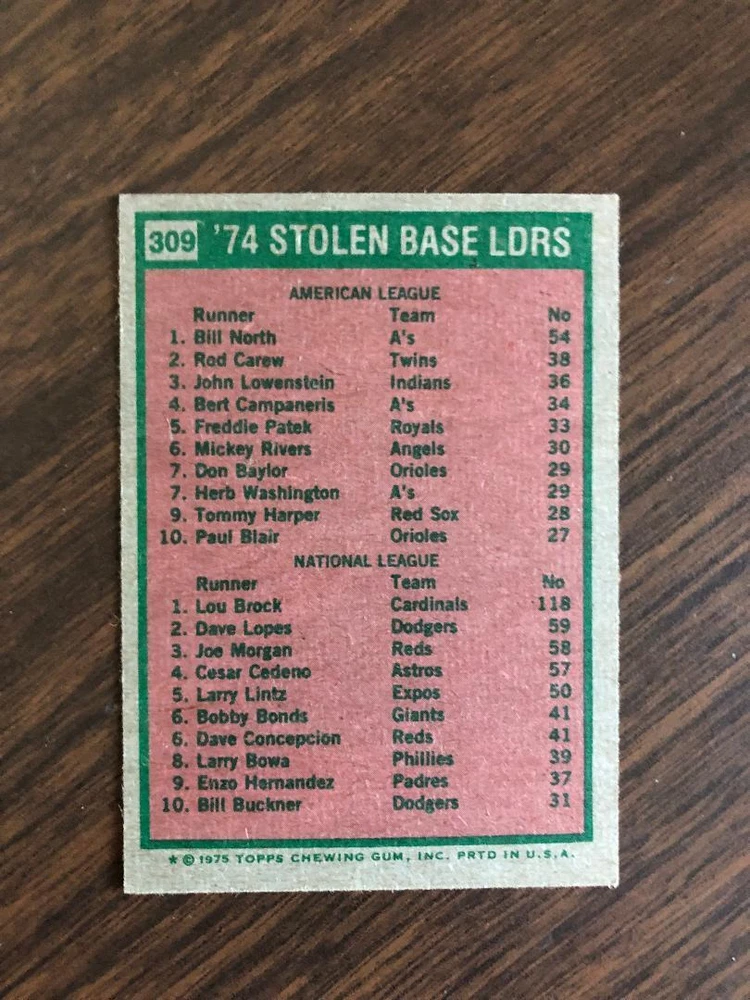 309 '74 STOLEN BASE LDRS
AMERICAN LEAGUE
Runner Team No
1. Bill North A's 54
2. Rod Carew Twins 38
3. John Lowenstein Indians 36
4. Bert Campaneris A's 34
5. Freddie Patek Royals 33
6. Mickey Rivers Angels 30
7. Don Baylor Orioles 29
7. Herb Washington A's 29
9. Tommy Harper Red Sox 28
10. Paul Blair Orioles 27
NATIONAL LEAGUE
Runner Team No
1. Lou Brock Cardinals 118
2. Dave Lopes Dodgers 59
3. Joe Morgan Reds 58
4. Cesar Cedeno Astros 57
5. Larry Lintz Expos 50
6. Bobby Bonds Giants 41
6. Dave Concepcion Reds 41
8. Larry Bowa Phillies 39
9. Enzo Hernandez Padres 37
10. Bill Buckner Dodgers 31
★ © 1975 TOPPS CHEWING GUM, INC. PRTD IN U.S.A.